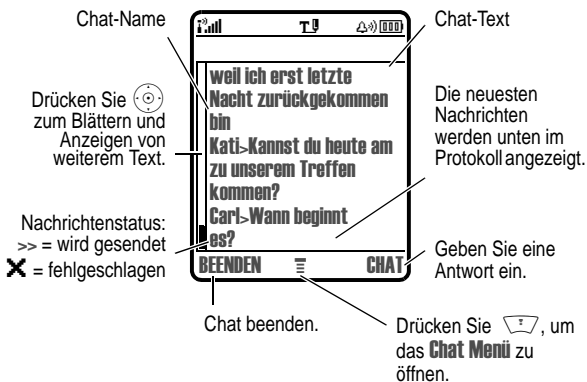 Chat-Name
Chat-Text
weil ich erst letzte
Nacht zurückgekommen
bin
Kati>Kannst du heute am
zu unserem Treffen
kommen?
Carl>Wann beginnt
es?
BEENDEN
CHAT
Drücken Sie
zum Blättern und
Anzeigen von
weiterem Text.
Nachrichtenstatus:
>> = wird gesendet
✕ = fehlgeschlagen
Die neuesten
Nachrichten
werden unten im
Protokoll angezeigt.
Geben Sie eine
Antwort ein.
Chat beenden.
Drücken Sie , um
das Chat Menü zu
öffnen.